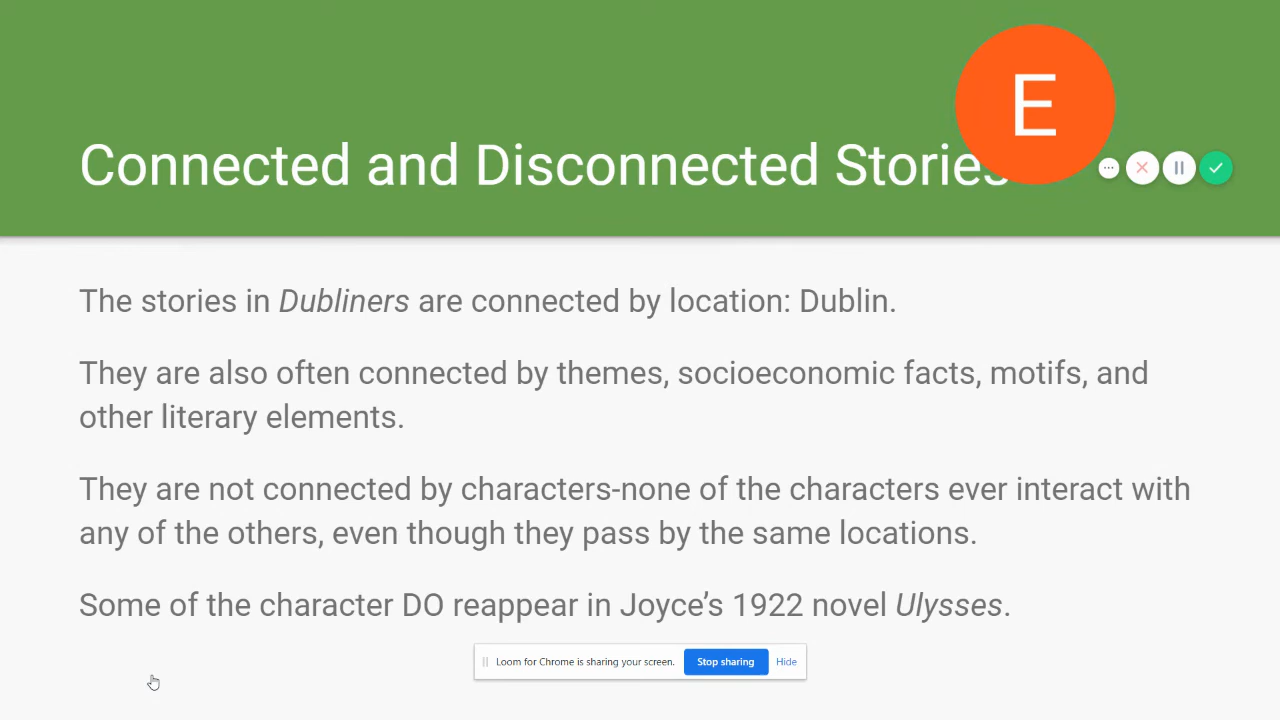 E
Connected and Disconnected Stories
The stories in Dubliners are connected by location: Dublin.
They are also often connected by themes, socioeconomic facts, motifs, and
other literary elements.
They are not connected by characters-none of the characters ever interact with
any of the others, even though they pass by the same locations.
Some of the character DO reappear in Joyce’s 1922 novel Ulysses.
Loom for Chrome is sharing your screen. Stop sharing Hide